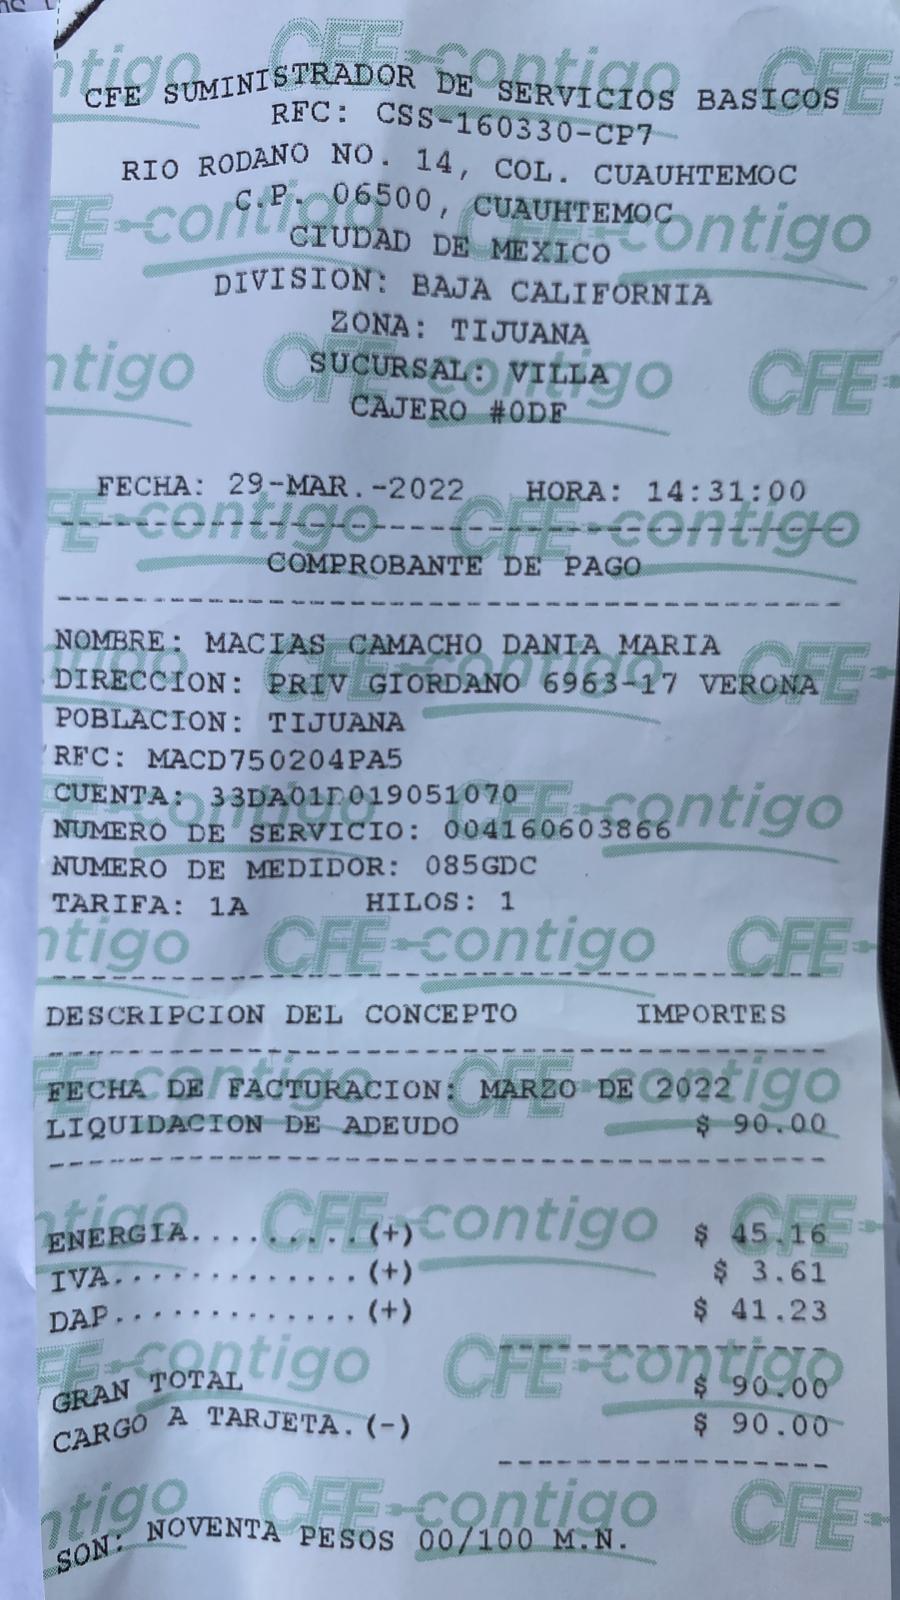 CFE SUMINISTRADOR DE SERVICIOS BASICOS
RFC: CSS-160330-CP7
RIO RODANO NO. 14, COL. CUAUHTEMOC
C.P. 06500, CUAUHTEMOC
CIUDAD DE MEXICO
DIVISION: BAJA CALIFORNIA
ZONA: TIJUANA
SUCURSAL: VILLA
CAJERO #0DF
FECHA: 29-MAR.-2022 HORA: 14:31:00
COMPROBANTE DE PAGO
NOMBRE: MACIAS CAMACHO DANIA MARIA
DIRECCION: PRIV GIORDANO 6963-17 VERONA
POBLACION: TIJUANA
RFC: MACD750204PA5
CUENTA: 33DA01D019051070
NUMERO DE SERVICIO: 004160603866
NUMERO DE MEDIDOR: 085GDC
TARIFA: 1A HILOS: 1
DESCRIPCION DEL CONCEPTO IMPORTES
FECHA DE FACTURACION: MARZO DE 2022
LIQUIDACION DE ADEUDO $ 90.00
ENERGIA.........(+) $ 45.16
IVA.............(+) $ 3.61
DAP.............(+) $ 41.23
GRAN TOTAL $ 90.00
CARGO A TARJETA.(-) $ 90.00
SON: NOVENTA PESOS 00/100 M.N.
CFE contigo